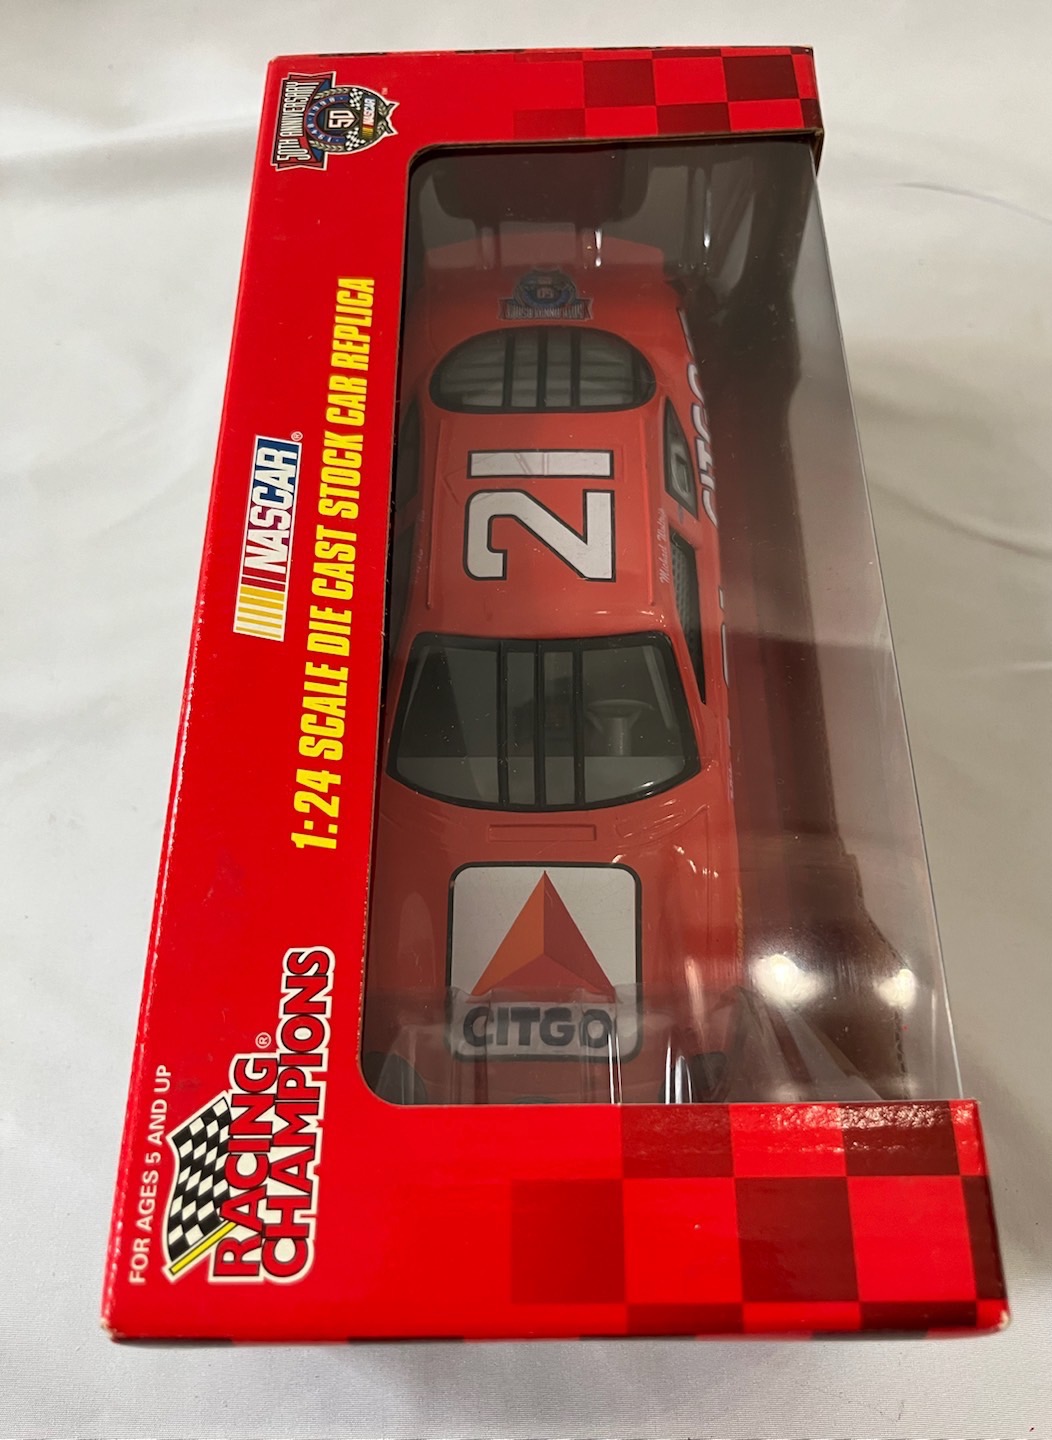 50TH ANNIVERSARY
50
NASCAR
NASCAR®
1:24 SCALE DIE CAST STOCK CAR REPLICA
FOR AGES 5 AND UP
RACING®
CHAMPIONS
21
CITGO
CITGO